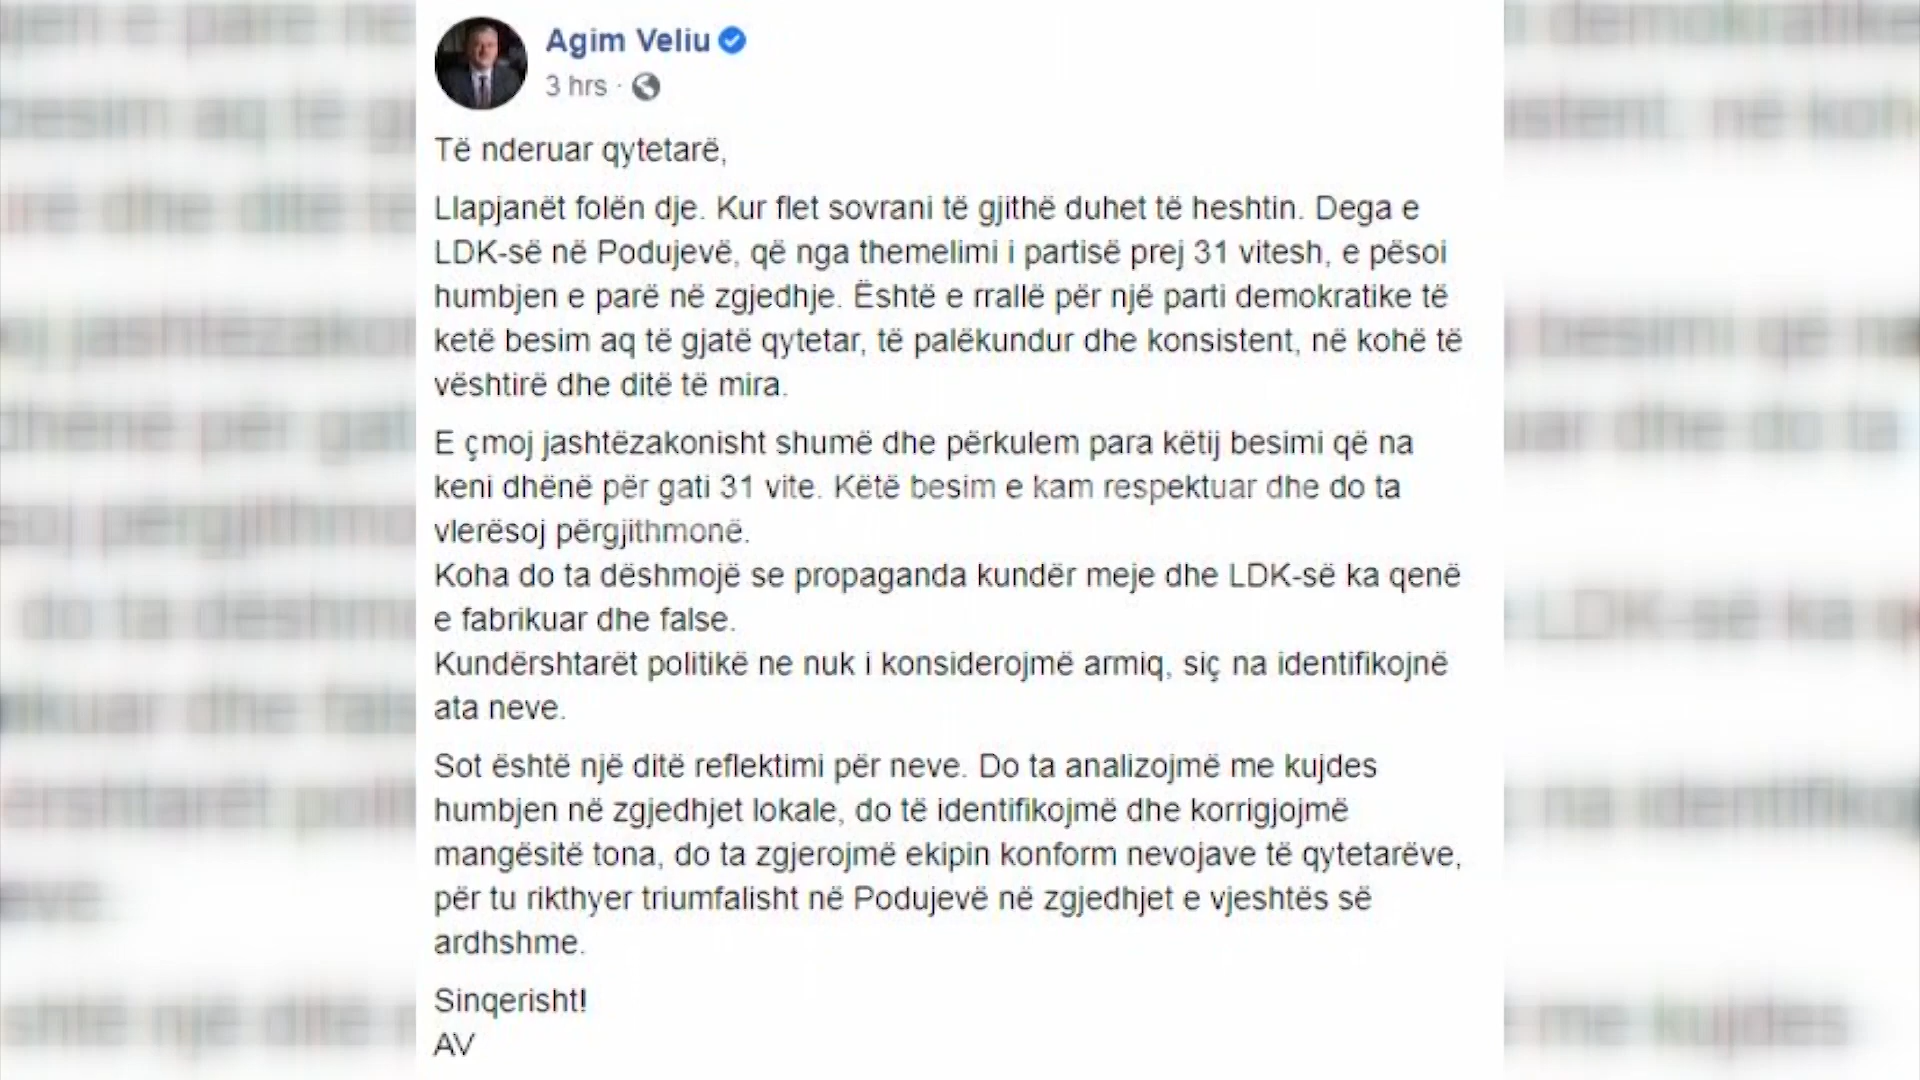 Agim Veliu
3 hrs ·
Të nderuar qytetarë,
Llapjanët folën dje. Kur flet sovrani të gjithë duhet të heshtin. Dega e
LDK-së në Podujevë, që nga themelimi i partisë prej 31 vitesh, e pësoi
humbjen e parë në zgjedhje. Është e rrallë për një parti demokratike të
ketë besim aq të gjatë qytetar, të palëkundur dhe konsistent, në kohë të
vështirë dhe ditë të mira.
E çmoj jashtëzakonisht shumë dhe përkulem para këtij besimi që na
keni dhënë për gati 31 vite. Këtë besim e kam respektuar dhe do ta
vlerësoj përgjithmonë.
Koha do ta dëshmojë se propaganda kundër meje dhe LDK-së ka qenë
e fabrikuar dhe false.
Kundërshtarët politikë ne nuk i konsiderojmë armiq, siç na identifikojnë
ata neve.
Sot është një ditë reflektimi për neve. Do ta analizojmë me kujdes
humbjen në zgjedhjet lokale, do të identifikojmë dhe korrigjojmë
mangësitë tona, do ta zgjerojmë ekipin konform nevojave të qytetarëve,
për tu rikthyer triumfalisht në Podujevë në zgjedhjet e vjeshtës së
ardhshme.
Sinqerisht!
AV